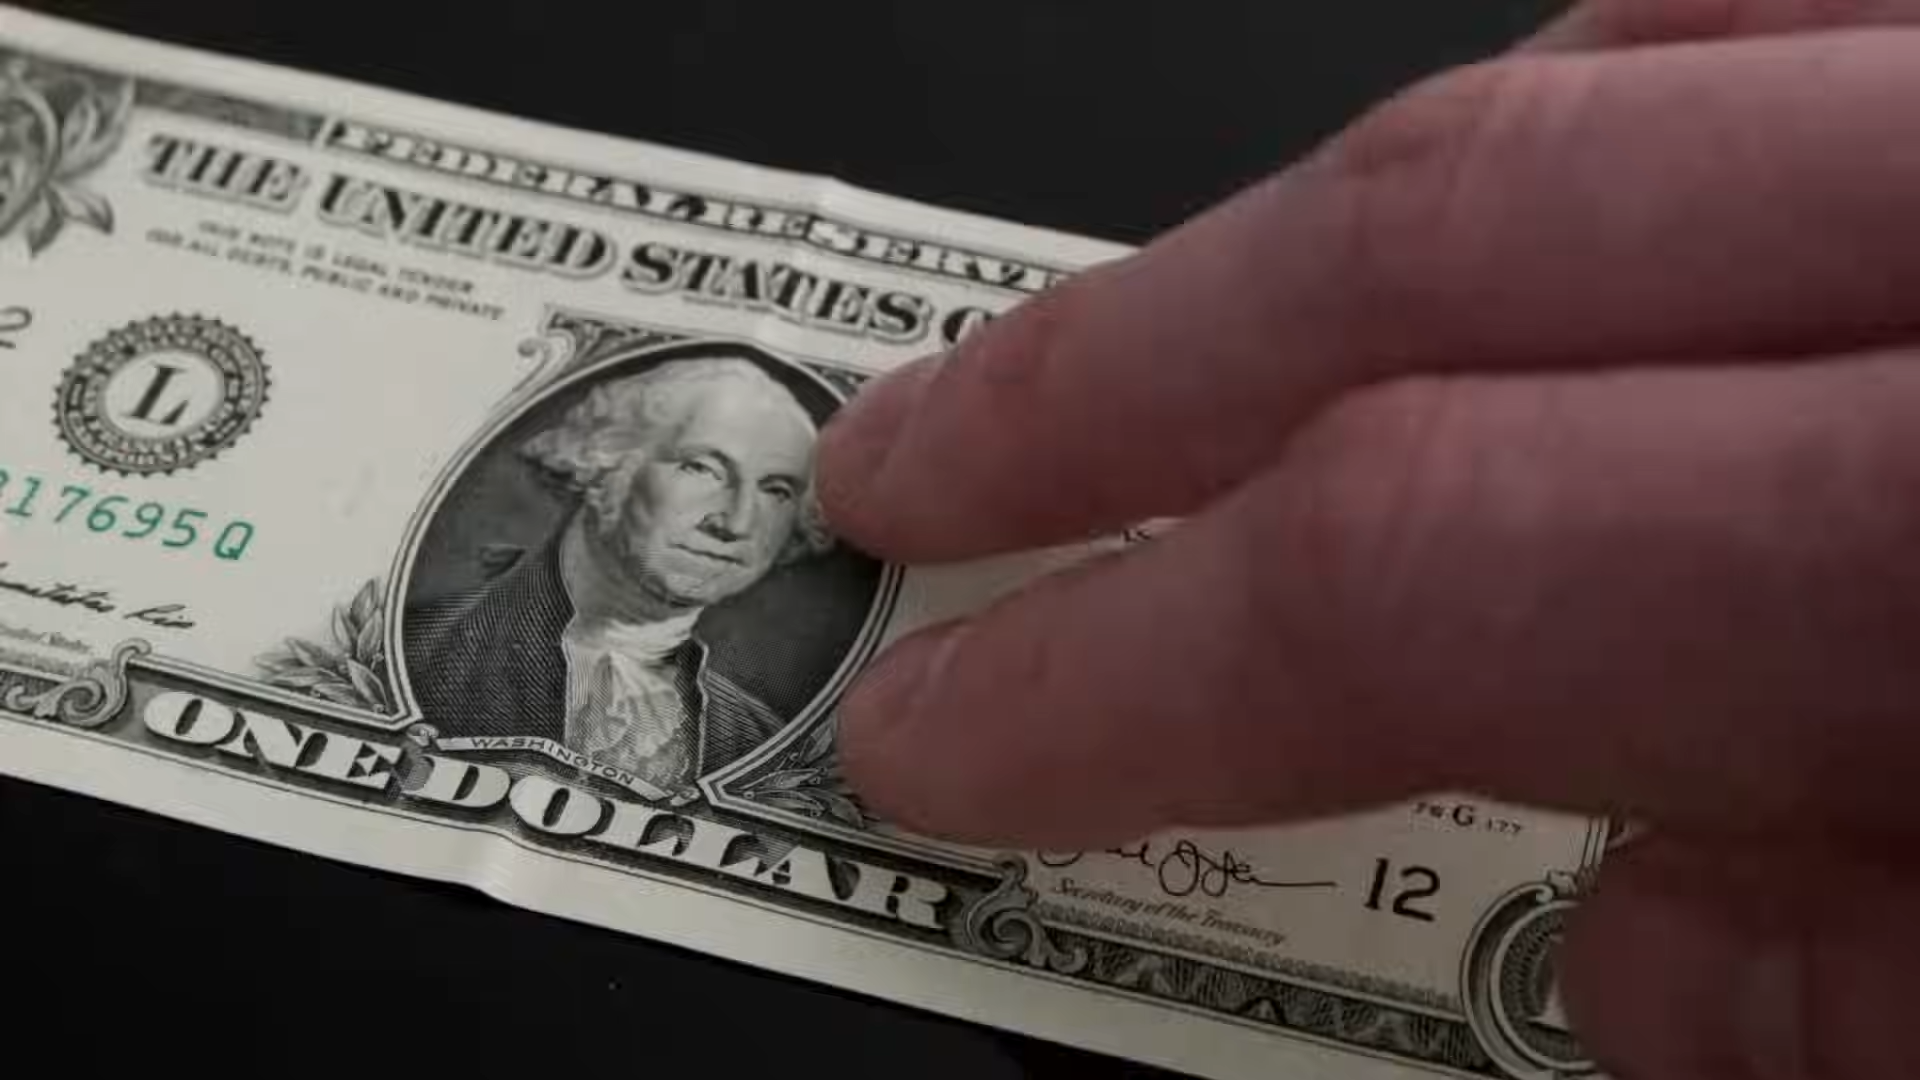 FEDERAL RESERVE
THE UNITED STATES
THIS NOTE IS LEGAL TENDER
FOR ALL DEBTS, PUBLIC AND PRIVATE
2
L
17695Q
WASHINGTON
ONE DOLLAR
G
Secretary of the Treasury
12